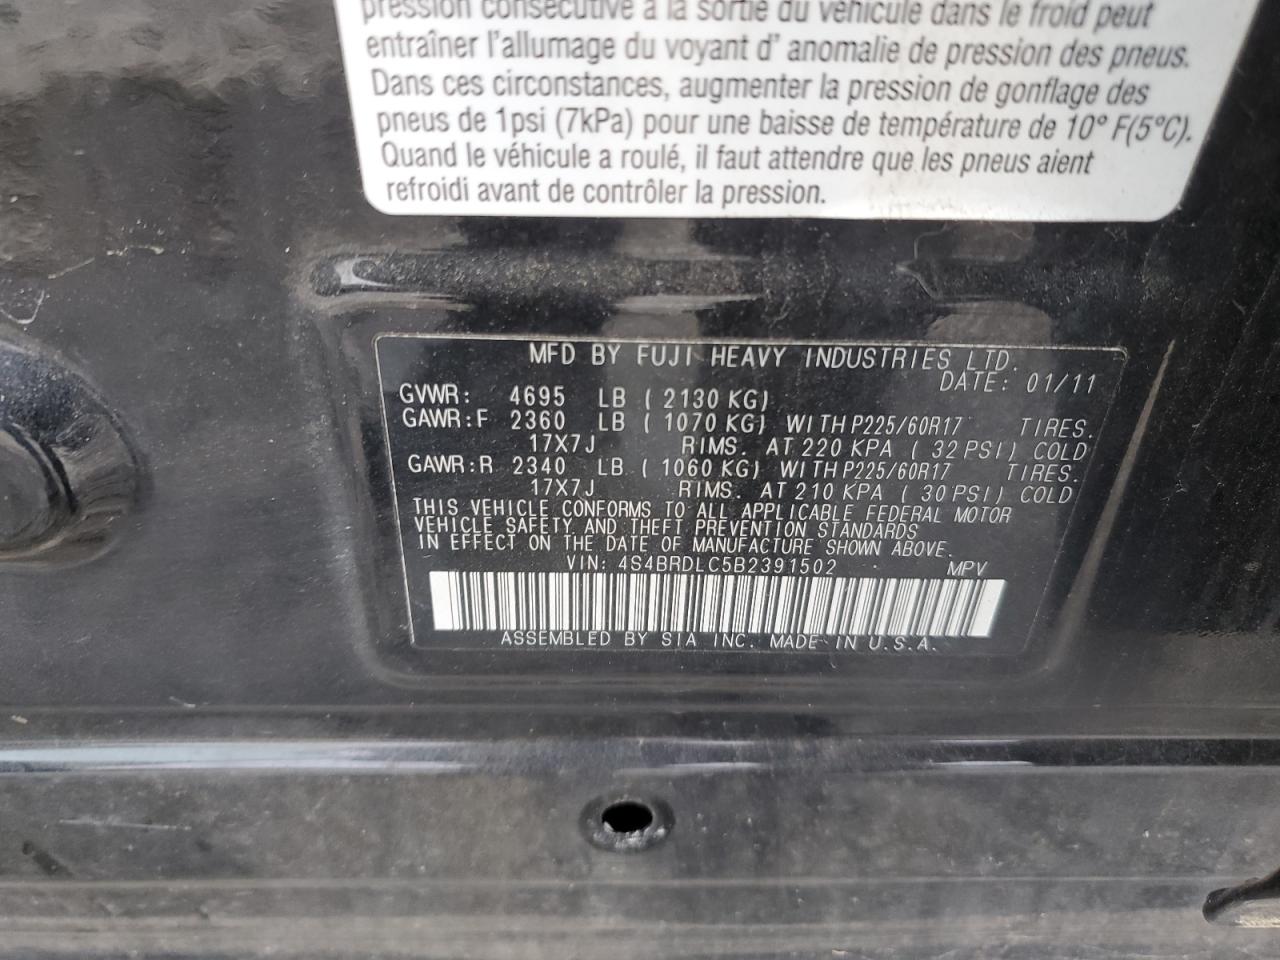 pression consécutive à la sortie du véhicule dans le froid peut
entraîner l'allumage du voyant d' anomalie de pression des pneus.
Dans ces circonstances, augmenter la pression de gonflage des
pneus de 1psi (7kPa) pour une baisse de température de 10° F(5°C).
Quand le véhicule a roulé, il faut attendre que les pneus aient
refroidi avant de contrôler la pression.
MFD BY FUJI HEAVY INDUSTRIES LTD.
DATE: 01/11
GVWR: 4695 LB ( 2130 KG)
GAWR:F 2360 LB ( 1070 KG) WITH P225/60R17 TIRES.
17X7J RIMS. AT 220 KPA ( 32 PSI) COLD
GAWR:R 2340 LB ( 1060 KG) WITH P225/60R17 TIRES.
17X7J RIMS. AT 210 KPA ( 30 PSI) COLD
THIS VEHICLE CONFORMS TO ALL APPLICABLE FEDERAL MOTOR
VEHICLE SAFETY AND THEFT PREVENTION STANDARDS
IN EFFECT ON THE DATE OF MANUFACTURE SHOWN ABOVE.
VIN: 4S4BRDLC5B2391502 MPV
ASSEMBLED BY SIA INC. MADE IN U.S.A.